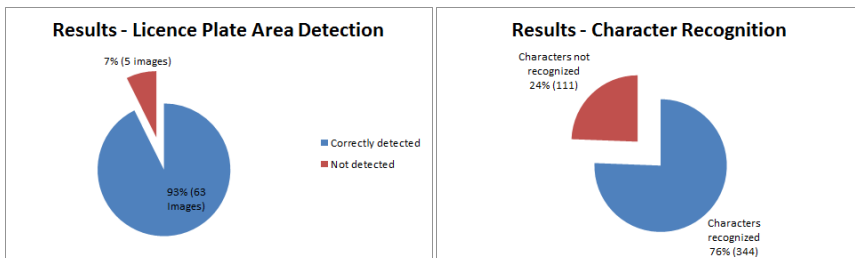 Results - Licence Plate Area Detection
7% (5 images)
93% (63
Images)
Correctly detected
Not detected
Results - Character Recognition
Characters not
recognized
24% (111)
Characters
recognized
76% (344)